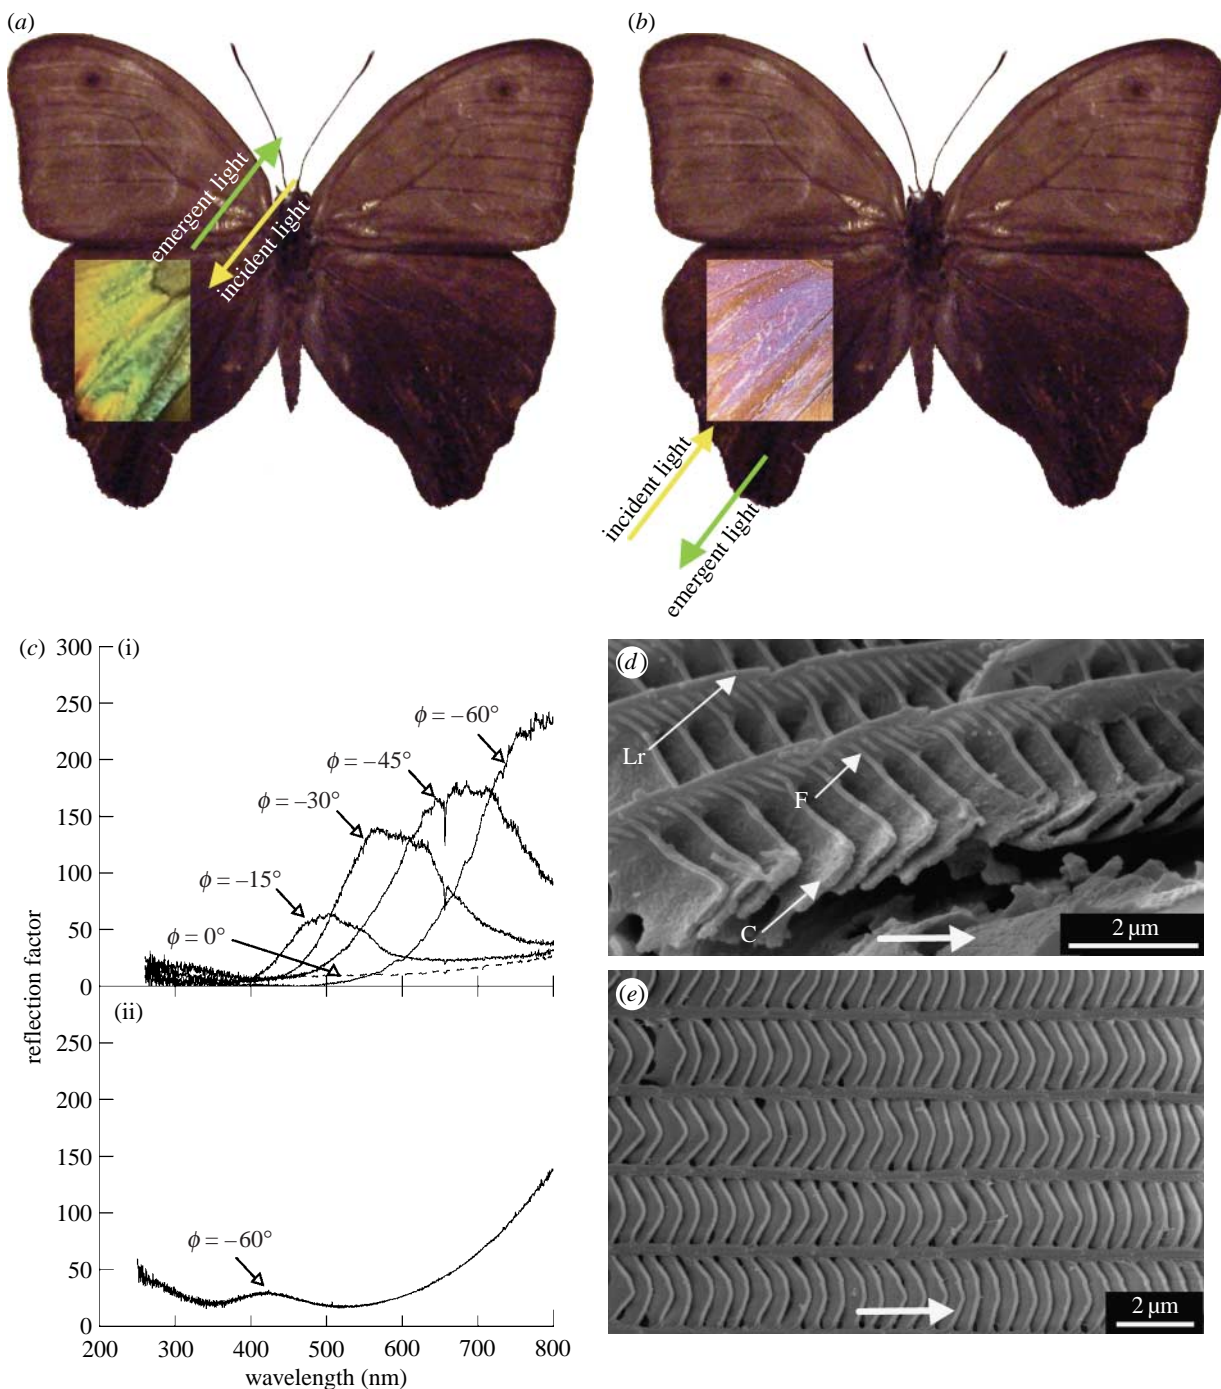 (a)
emergent light
incident light
(b)
incident light
emergent light
(c)
(i)
300
250
200
150
100
50
0
ϕ = −60°
ϕ = −45°
ϕ = −30°
ϕ = −15°
ϕ = 0°
reflection factor
(ii)
250
200
150
100
50
0
ϕ = −60°
200 300 400 500 600 700 800
wavelength (nm)
(d)
Lr
F
C
2 μm
(e)
2 μm